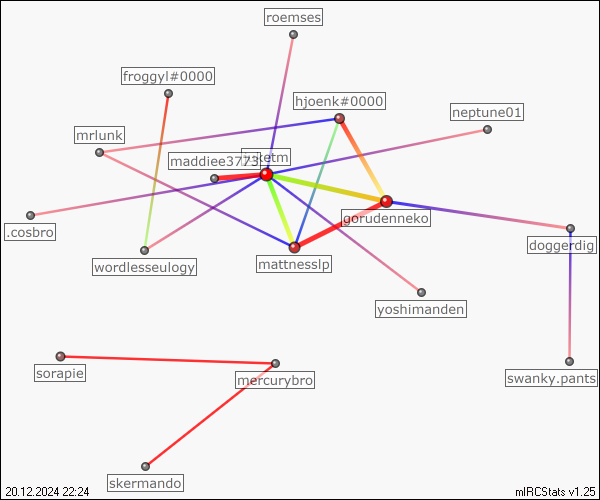 roemses
froggyl#0000
hjoenk#0000
neptune01
mrlunk
maddiee3773
gorudenneko
.cosbro
doggerdig
wordlesseulogy
mattnesslp
yoshimanden
sorapie
mercurybro
swanky.pants
skermando
20.12.2024 22:24
mIRCStats v1.25